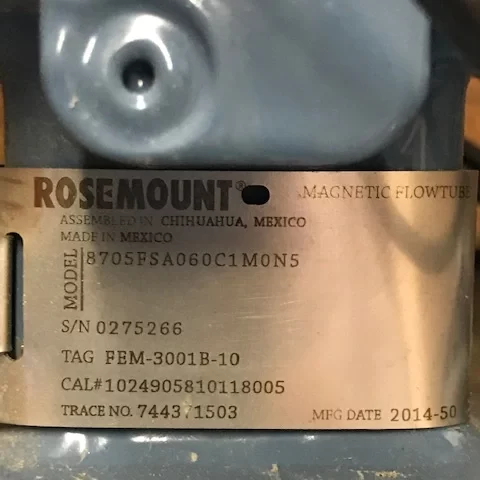 ROSEMOUNT® MAGNETIC FLOWTUBE
ASSEMBLED IN CHIHUAHUA, MEXICO
MADE IN MEXICO
MODEL 8705FSA060C1M0N5
S/N 0275266
TAG FEM-3001B-10
CAL# 1024905810118005
TRACE NO. 744371503 MFG DATE 2014-50